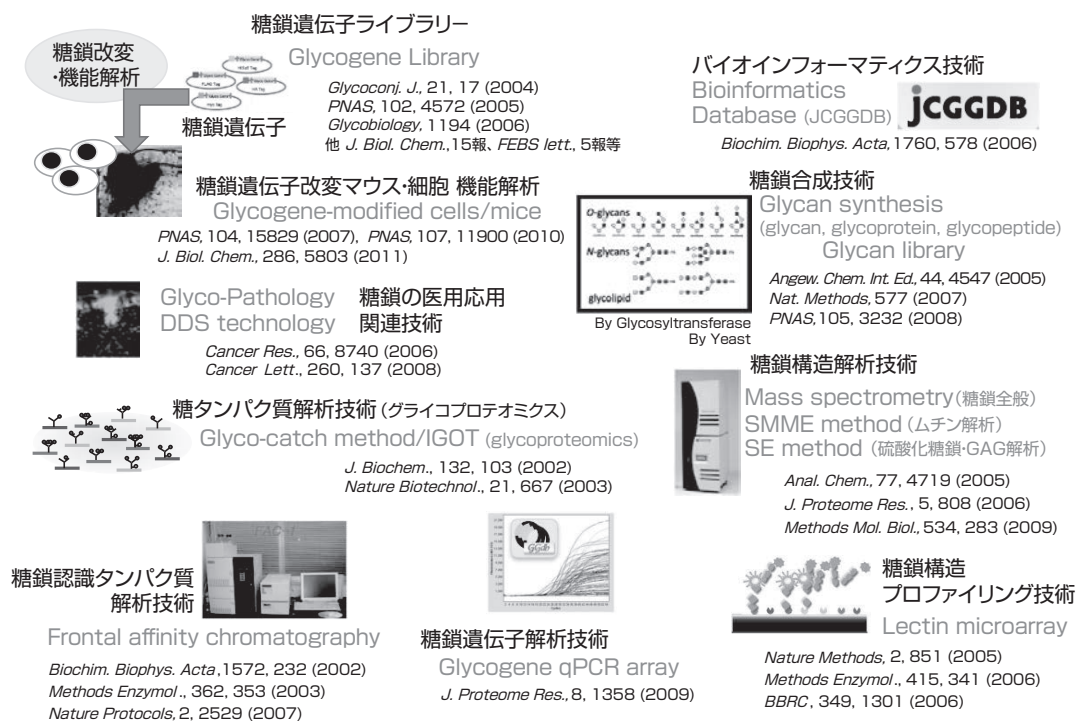 糖鎖改変
・機能解析
糖鎖遺伝子ライブラリー
Glycogene Library
Glycoconj. J., 21, 17 (2004)
PNAS, 102, 4572 (2005)
Glycobiology, 1194 (2006)
他 J. Biol. Chem.,15報、FEBS lett., 5報等
糖鎖遺伝子
バイオインフォーマティクス技術
Bioinformatics
Database (JCGGDB)
jCGGDB
Biochim. Biophys. Acta,1760, 578 (2006)
糖鎖遺伝子改変マウス・細胞 機能解析
Glycogene-modified cells/mice
PNAS, 104, 15829 (2007), PNAS, 107, 11900 (2010)
J. Biol. Chem., 286, 5803 (2011)
糖鎖合成技術
Glycan synthesis
(glycan, glycoprotein, glycopeptide)
Glycan library
Angew. Chem. Int. Ed., 44, 4547 (2005)
Nat. Methods, 577 (2007)
PNAS, 105, 3232 (2008)
O-glycans
N-glycans
glycolipid
By Glycosyltransferase
By Yeast
Glyco-Pathology
DDS technology
糖鎖の医用応用
関連技術
Cancer Res., 66, 8740 (2006)
Cancer Lett., 260, 137 (2008)
糖鎖構造解析技術
Mass spectrometry(糖鎖全般)
SMME method (ムチン解析)
SE method (硫酸化糖鎖・GAG解析)
Anal. Chem., 77, 4719 (2005)
J. Proteome Res., 5, 808 (2006)
Methods Mol. Biol., 534, 283 (2009)
糖タンパク質解析技術 (グライコプロテオミクス)
Glyco-catch method/IGOT (glycoproteomics)
J. Biochem., 132, 103 (2002)
Nature Biotechnol., 21, 667 (2003)
糖鎖認識タンパク質
解析技術
FAC-1
Frontal affinity chromatography
Biochim. Biophys. Acta,1572, 232 (2002)
Methods Enzymol., 362, 353 (2003)
Nature Protocols, 2, 2529 (2007)
GGDB
糖鎖遺伝子解析技術
Glycogene qPCR array
J. Proteome Res., 8, 1358 (2009)
糖鎖構造
プロファイリング技術
Lectin microarray
Nature Methods, 2, 851 (2005)
Methods Enzymol., 415, 341 (2006)
BBRC, 349, 1301 (2006)